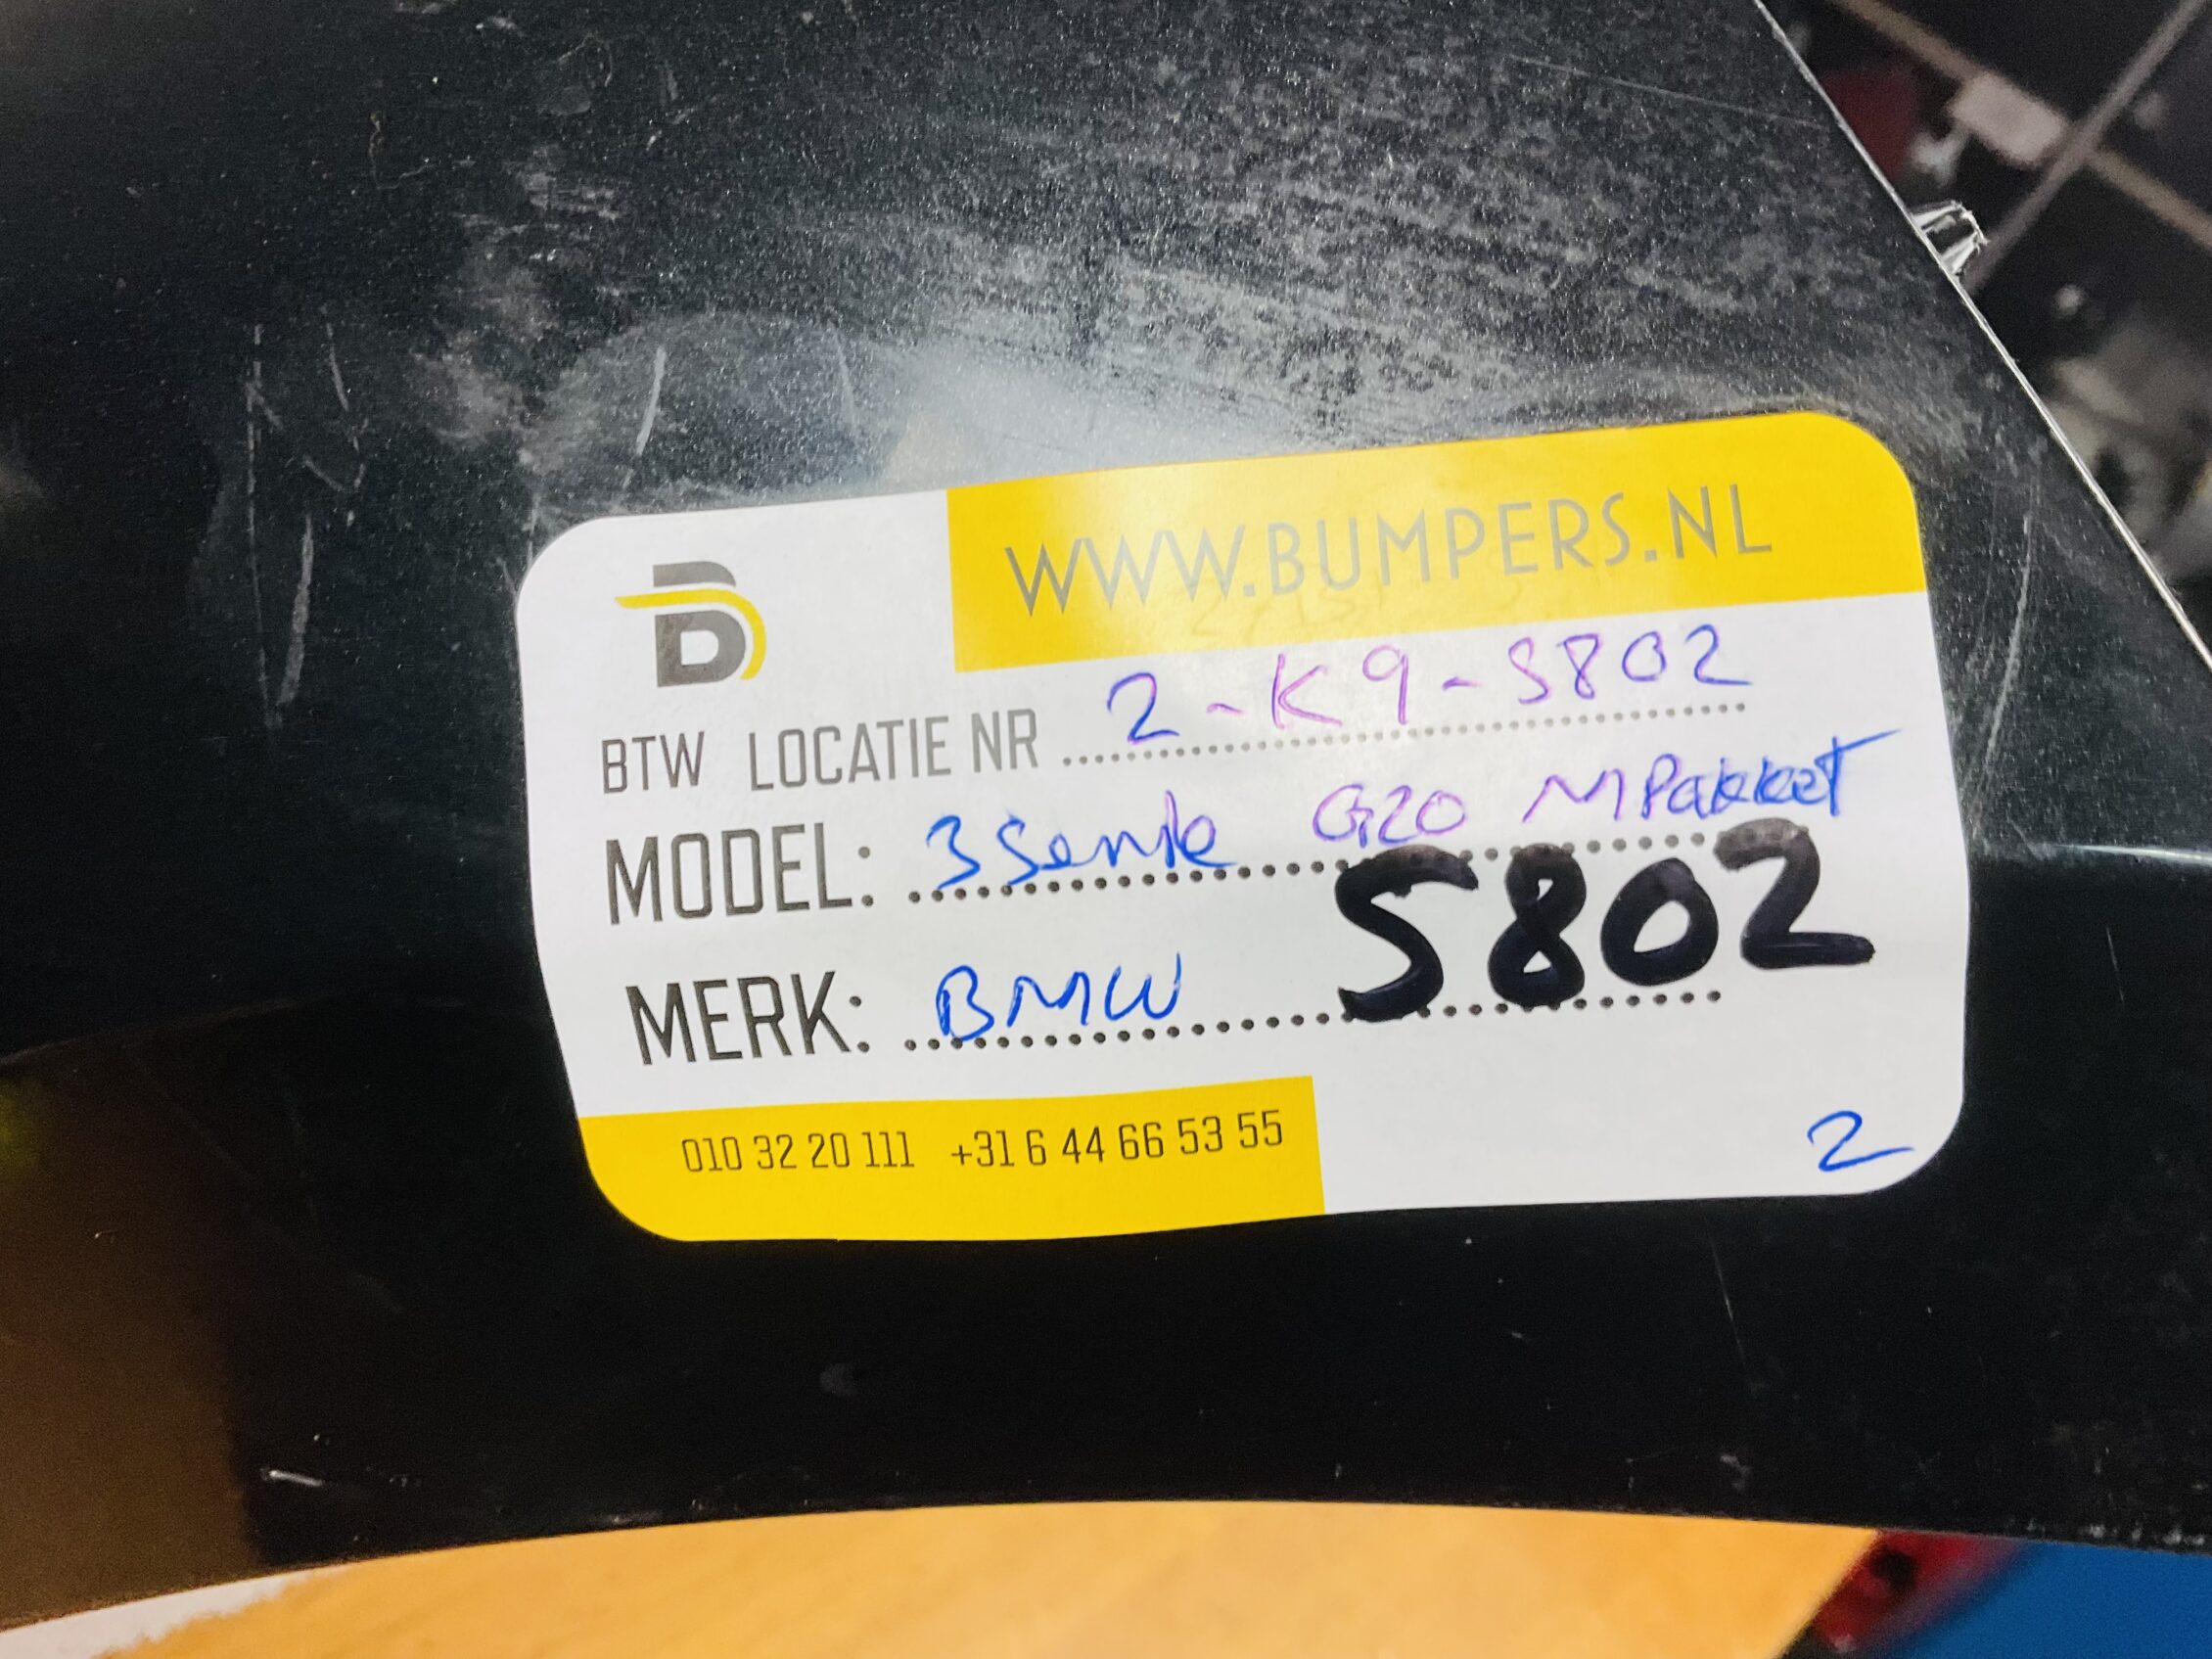 WWW.BUMPERS.NL
B
BTW LOCATIE NR 2-K9-S802
MODEL: 3 Serie G20 M Pakket
S802
MERK: BMW
010 32 20 111 +31 6 44 66 53 55
2